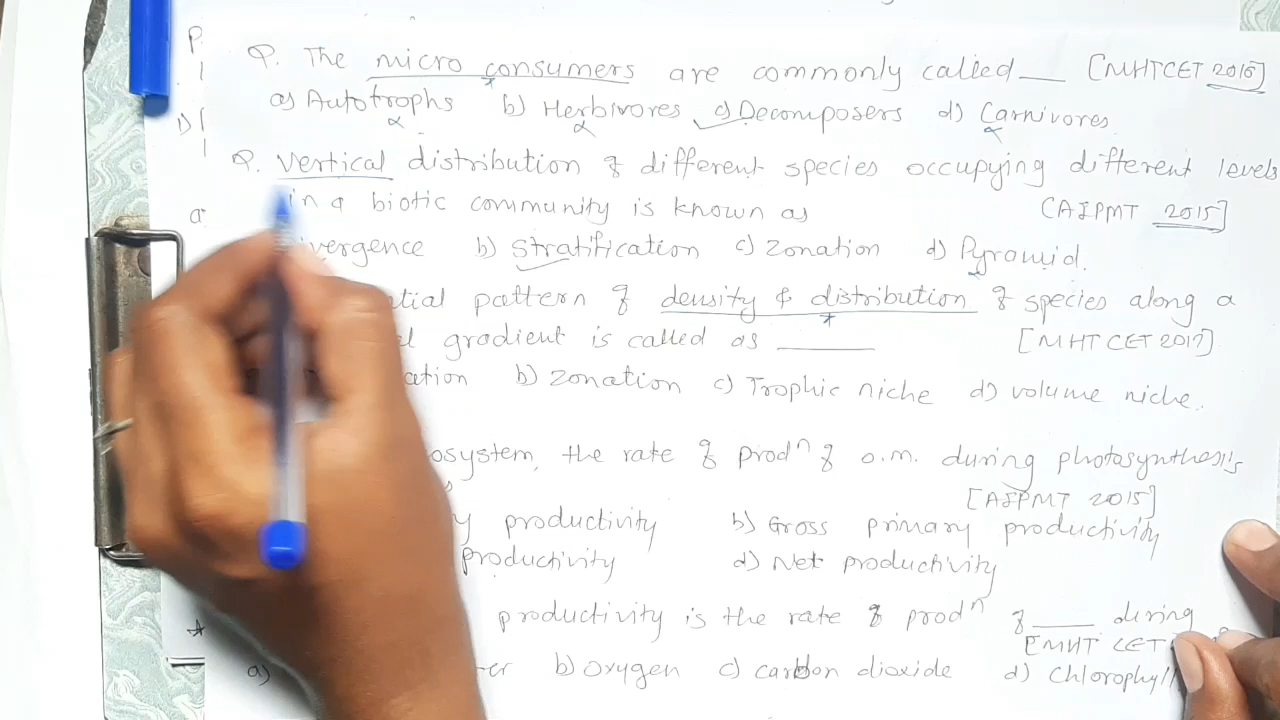 Q. The micro consumers are commonly called ___ [MHTCET 2016]
a) Autotrophs b) Herbivores c) Decomposers d) Carnivores
Q. Vertical distribution of different species occupying different levels
in a biotic community is known as (AIPMT 2015]
ivergence b) Stratification c) Zonation d) Pyramid.
tial pattern of density & distribution of species along a
l gradient is called as ______ [MHTCET 2017]
ation b) Zonation c) Trophic niche d) volume niche.
osystem, the rate of prodⁿ of o.m. during photosynthesis
[AIPMT 2015]
y productivity b) Gross primary productivity
productivity d) Net productivity
productivity is the rate of prodⁿ of ____ during
[MHT CET
a) er b) oxygen c) carbon dioxide d) Chlorophyll